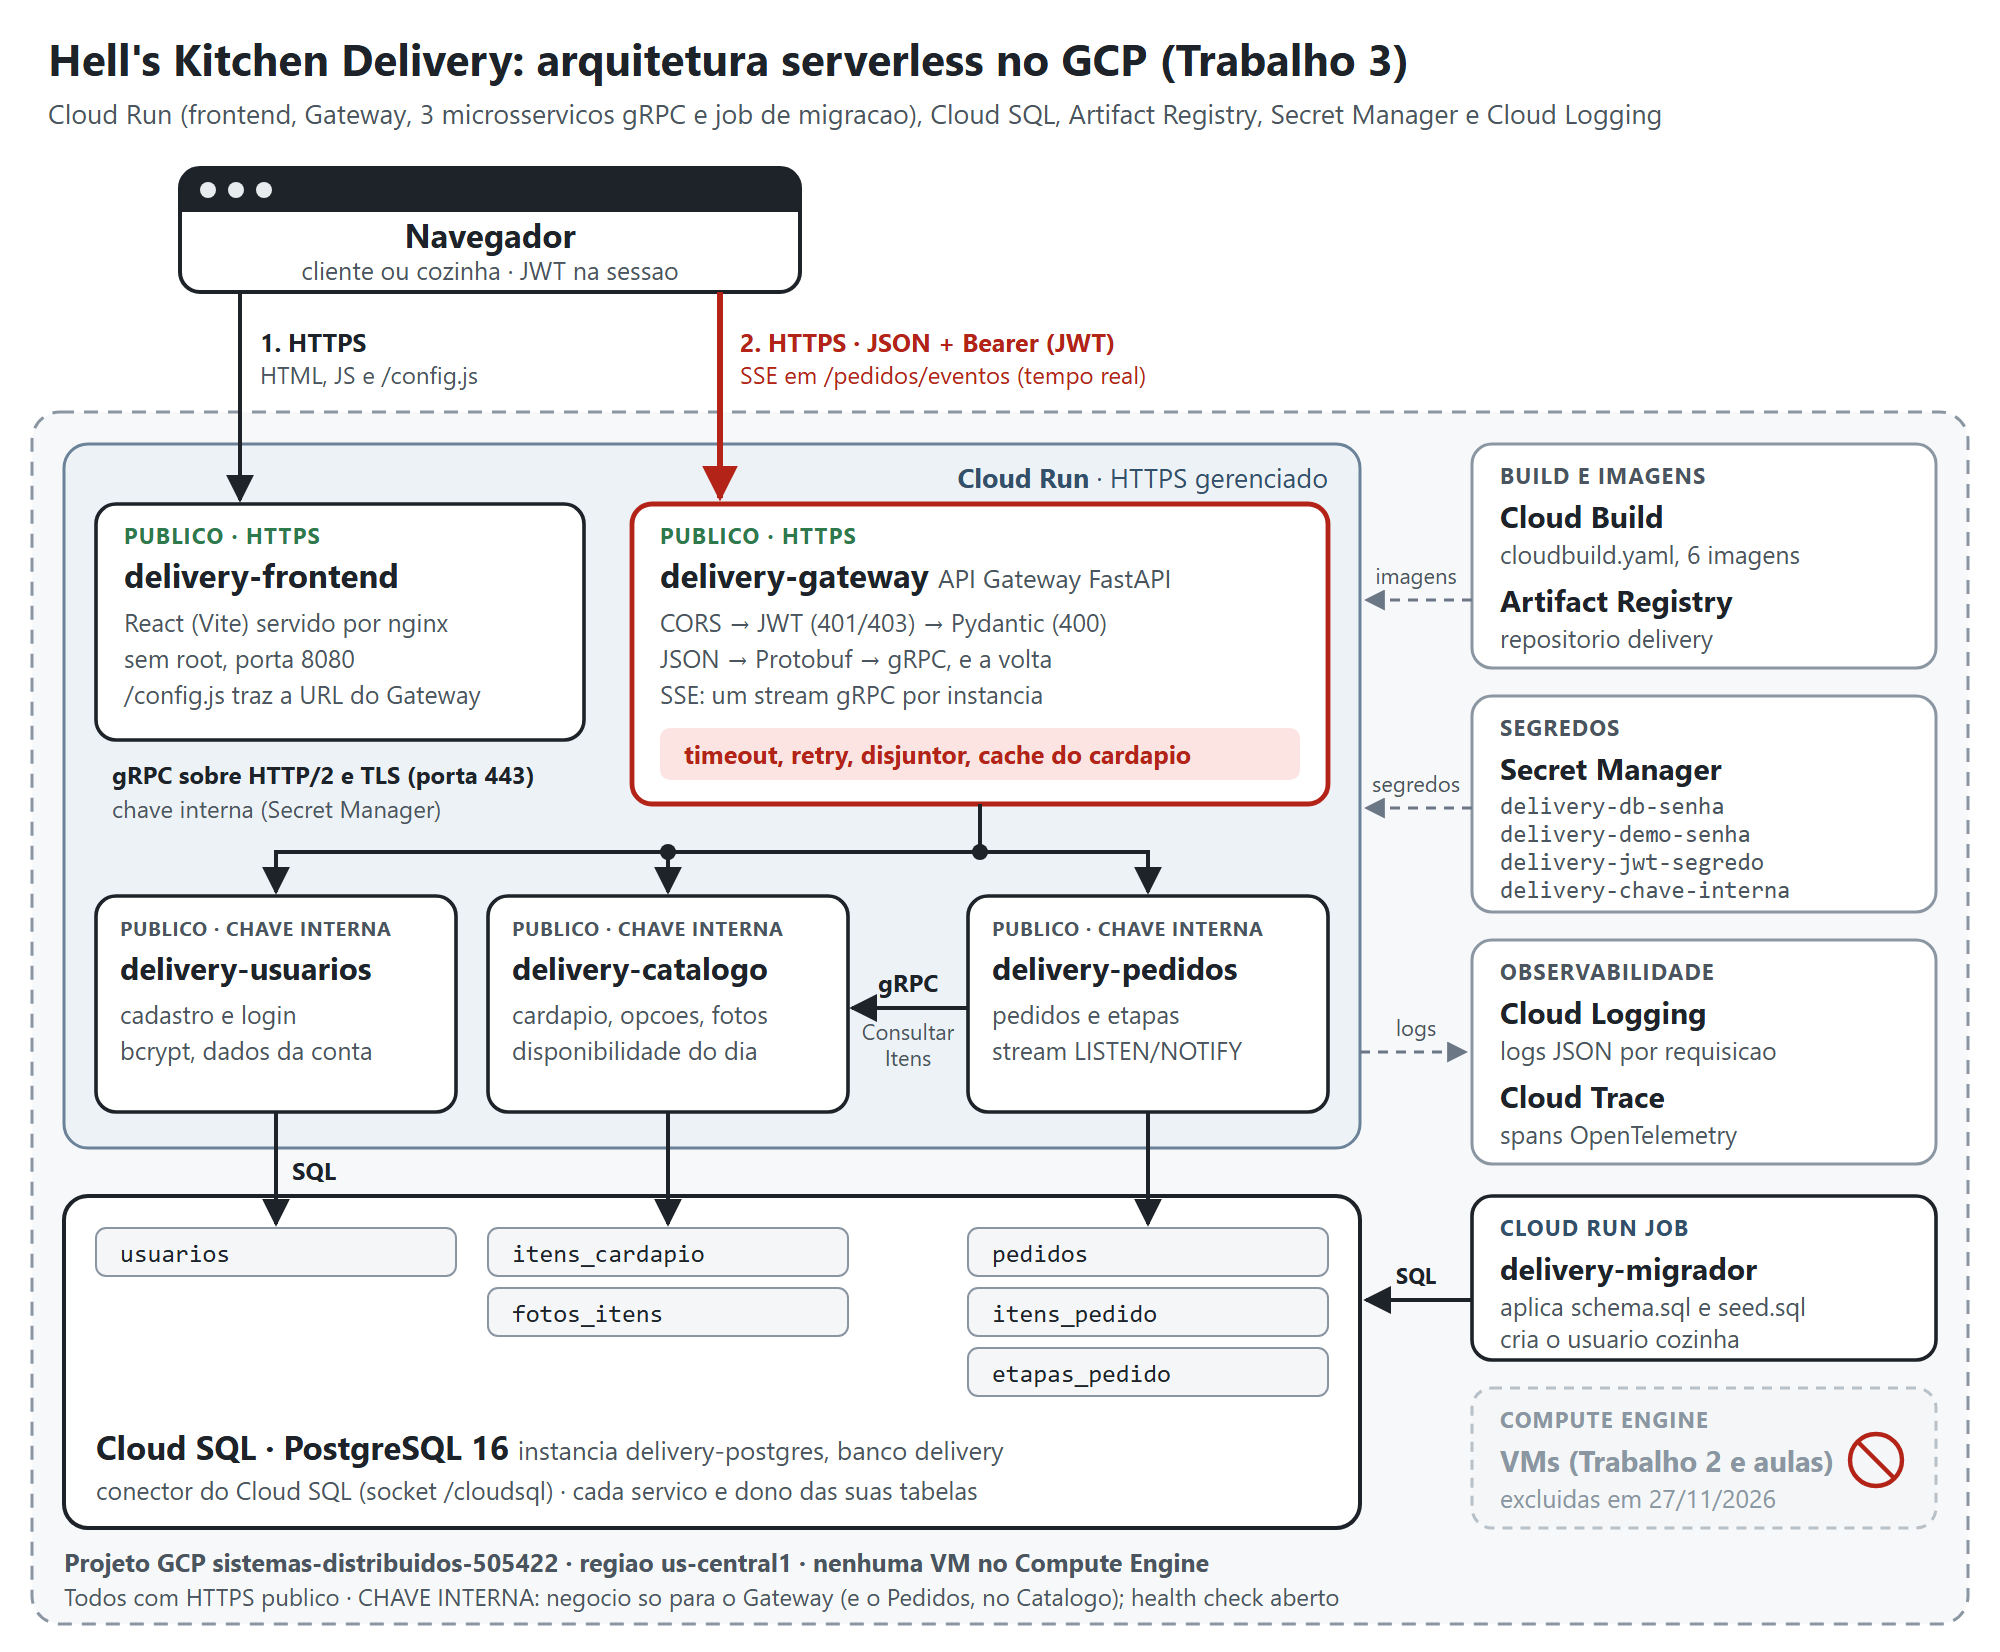 Hell's Kitchen Delivery: arquitetura serverless no GCP (Trabalho 3)
Cloud Run (frontend, Gateway, 3 microsservicos gRPC e job de migracao), Cloud SQL, Artifact Registry, Secret Manager e Cloud Logging
Navegador
cliente ou cozinha · JWT na sessao
1. HTTPS
HTML, JS e /config.js
2. HTTPS · JSON + Bearer (JWT)
SSE em /pedidos/eventos (tempo real)
Cloud Run · HTTPS gerenciado
PUBLICO · HTTPS
delivery-frontend
React (Vite) servido por nginx
sem root, porta 8080
/config.js traz a URL do Gateway
PUBLICO · HTTPS
delivery-gateway API Gateway FastAPI
CORS → JWT (401/403) → Pydantic (400)
JSON → Protobuf → gRPC, e a volta
SSE: um stream gRPC por instancia
timeout, retry, disjuntor, cache do cardapio
gRPC sobre HTTP/2 e TLS (porta 443)
chave interna (Secret Manager)
PUBLICO · CHAVE INTERNA
delivery-usuarios
cadastro e login
bcrypt, dados da conta
PUBLICO · CHAVE INTERNA
delivery-catalogo
cardapio, opcoes, fotos
disponibilidade do dia
gRPC
Consultar
Itens
PUBLICO · CHAVE INTERNA
delivery-pedidos
pedidos e etapas
stream LISTEN/NOTIFY
SQL
usuarios
itens_cardapio
fotos_itens
pedidos
itens_pedido
etapas_pedido
Cloud SQL · PostgreSQL 16 instancia delivery-postgres, banco delivery
conector do Cloud SQL (socket /cloudsql) · cada servico e dono das suas tabelas
imagens
BUILD E IMAGENS
Cloud Build
cloudbuild.yaml, 6 imagens
Artifact Registry
repositorio delivery
segredos
SEGREDOS
Secret Manager
delivery-db-senha
delivery-demo-senha
delivery-jwt-segredo
delivery-chave-interna
logs
OBSERVABILIDADE
Cloud Logging
logs JSON por requisicao
Cloud Trace
spans OpenTelemetry
SQL
CLOUD RUN JOB
delivery-migrador
aplica schema.sql e seed.sql
cria o usuario cozinha
COMPUTE ENGINE
VMs (Trabalho 2 e aulas)
excluidas em 27/11/2026
Projeto GCP sistemas-distribuidos-505422 · regiao us-central1 · nenhuma VM no Compute Engine
Todos com HTTPS publico · CHAVE INTERNA: negocio so para o Gateway (e o Pedidos, no Catalogo); health check aberto